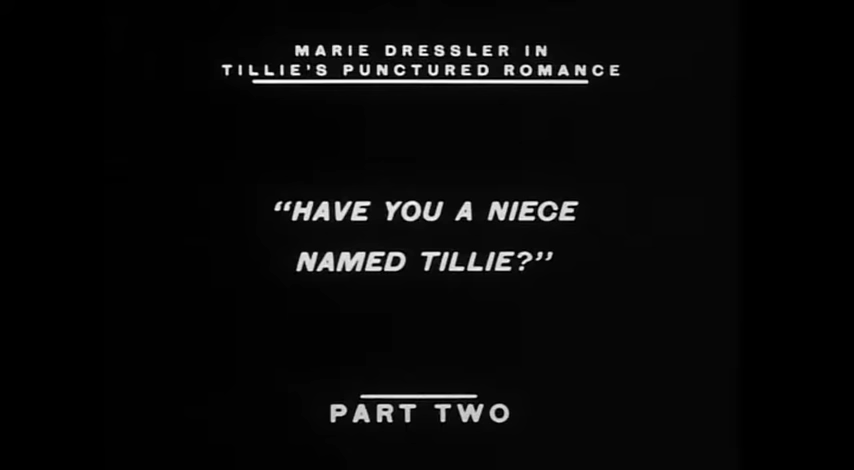 MARIE DRESSLER IN
TILLIE'S PUNCTURED ROMANCE
"HAVE YOU A NIECE
NAMED TILLIE?"
PART TWO